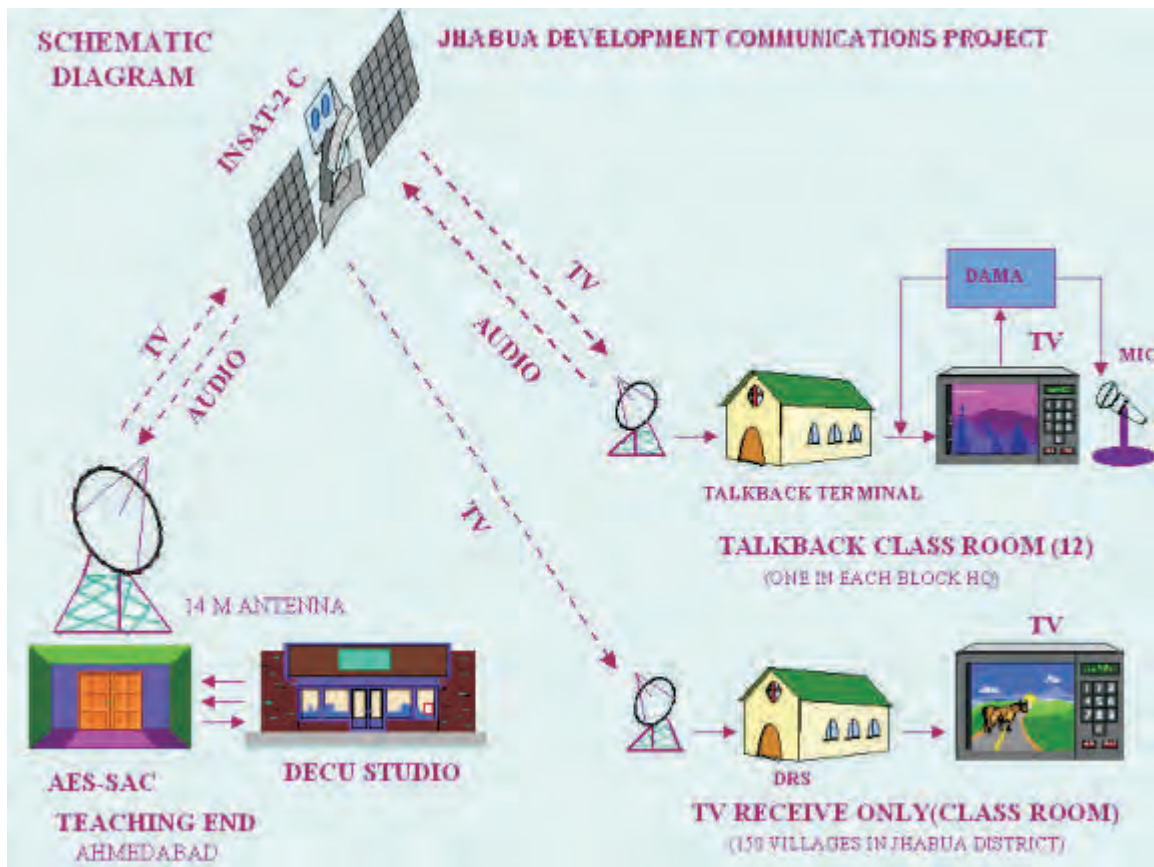 SCHEMATIC
DIAGRAM
JHABUA DEVELOPMENT COMMUNICATIONS PROJECT
INSAT-2 C
TV
AUDIO
TV
AUDIO
TV
DAMA
TV
MIC
TALKBACK TERMINAL
TALKBACK CLASS ROOM (12)
(ONE IN EACH BLOCK HQ)
14 M ANTENNA
TV
AES-SAC
DECU STUDIO
TEACHING END
AHMEDABAD
DRS
TV RECEIVE ONLY(CLASS ROOM)
(150 VILLAGES IN JHABUA DISTRICT)